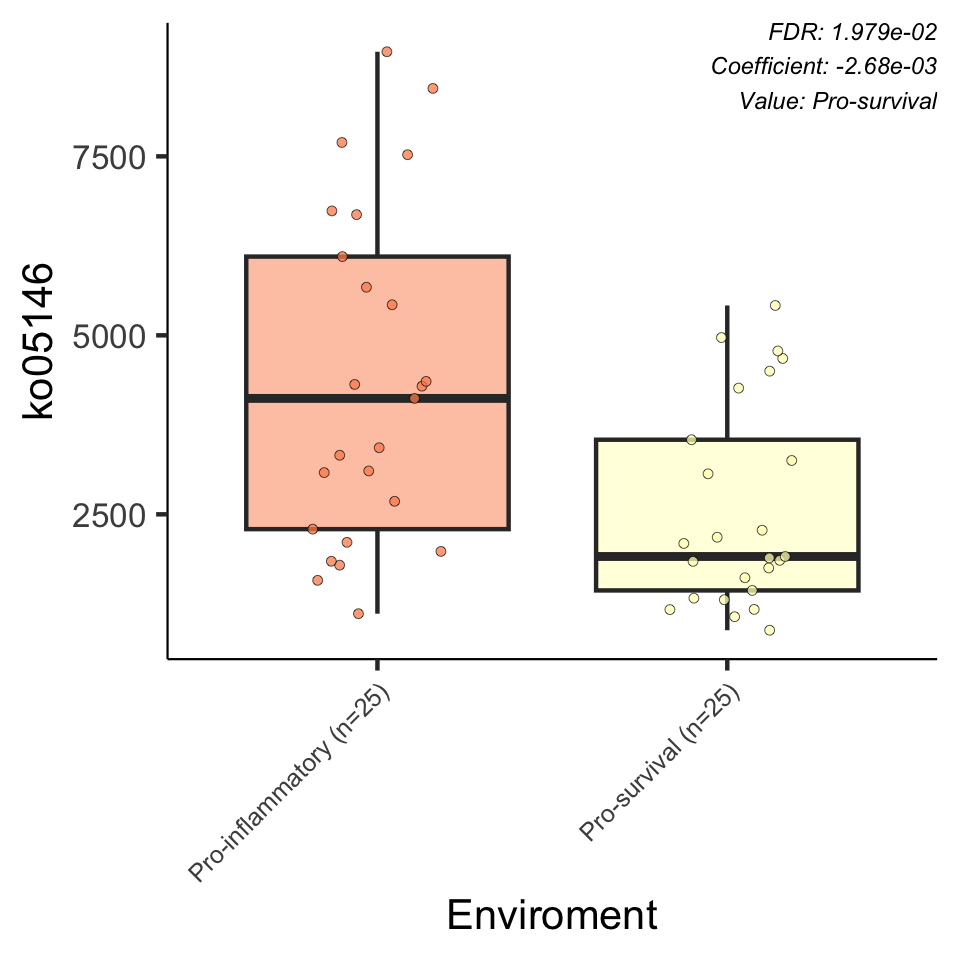 FDR: 1.979e-02
Coefficient: -2.68e-03
Value: Pro-survival
7500
5000
2500
ko05146
Pro-inflammatory (n=25)
Pro-survival (n=25)
Enviroment